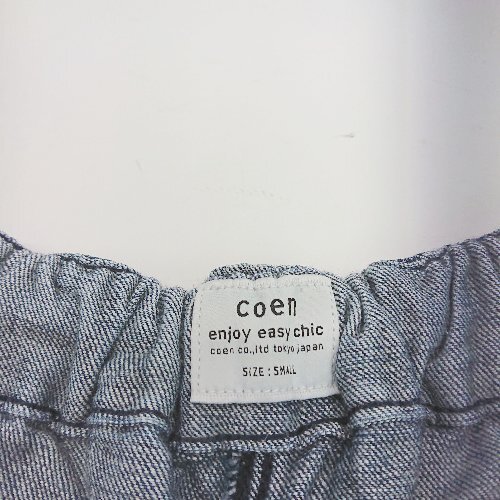 coen
enjoy easy chic
coen co.,ltd tokyo japan
SIZE : SMALL